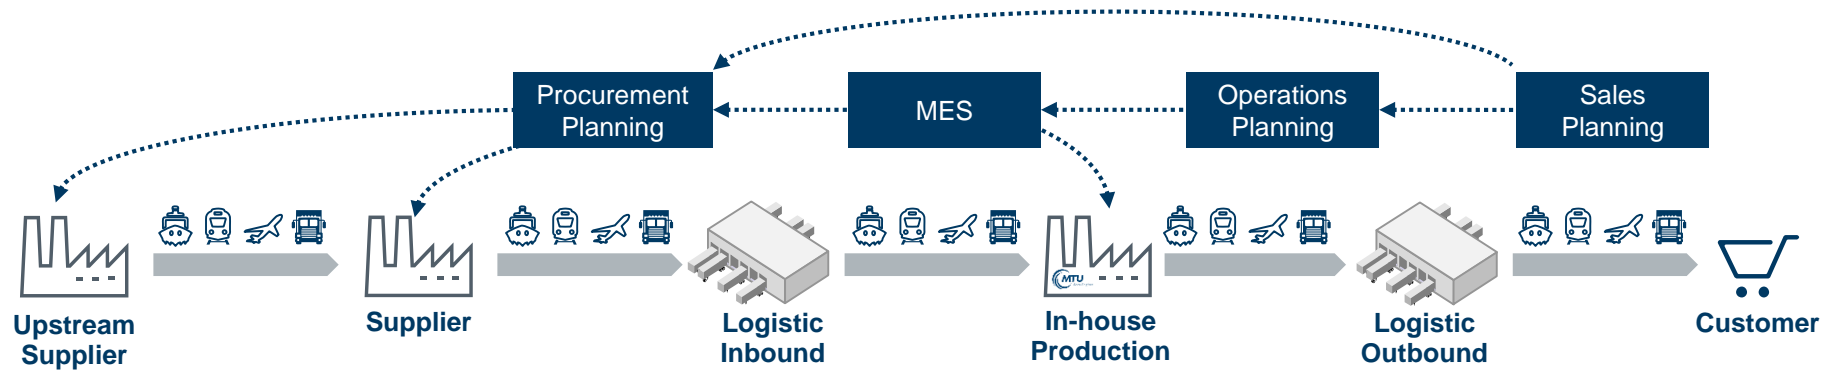 Procurement
Planning
MES
Operations
Planning
Sales
Planning
MTU
Upstream
Supplier
Supplier
Logistic
Inbound
In-house
Production
Logistic
Outbound
Customer